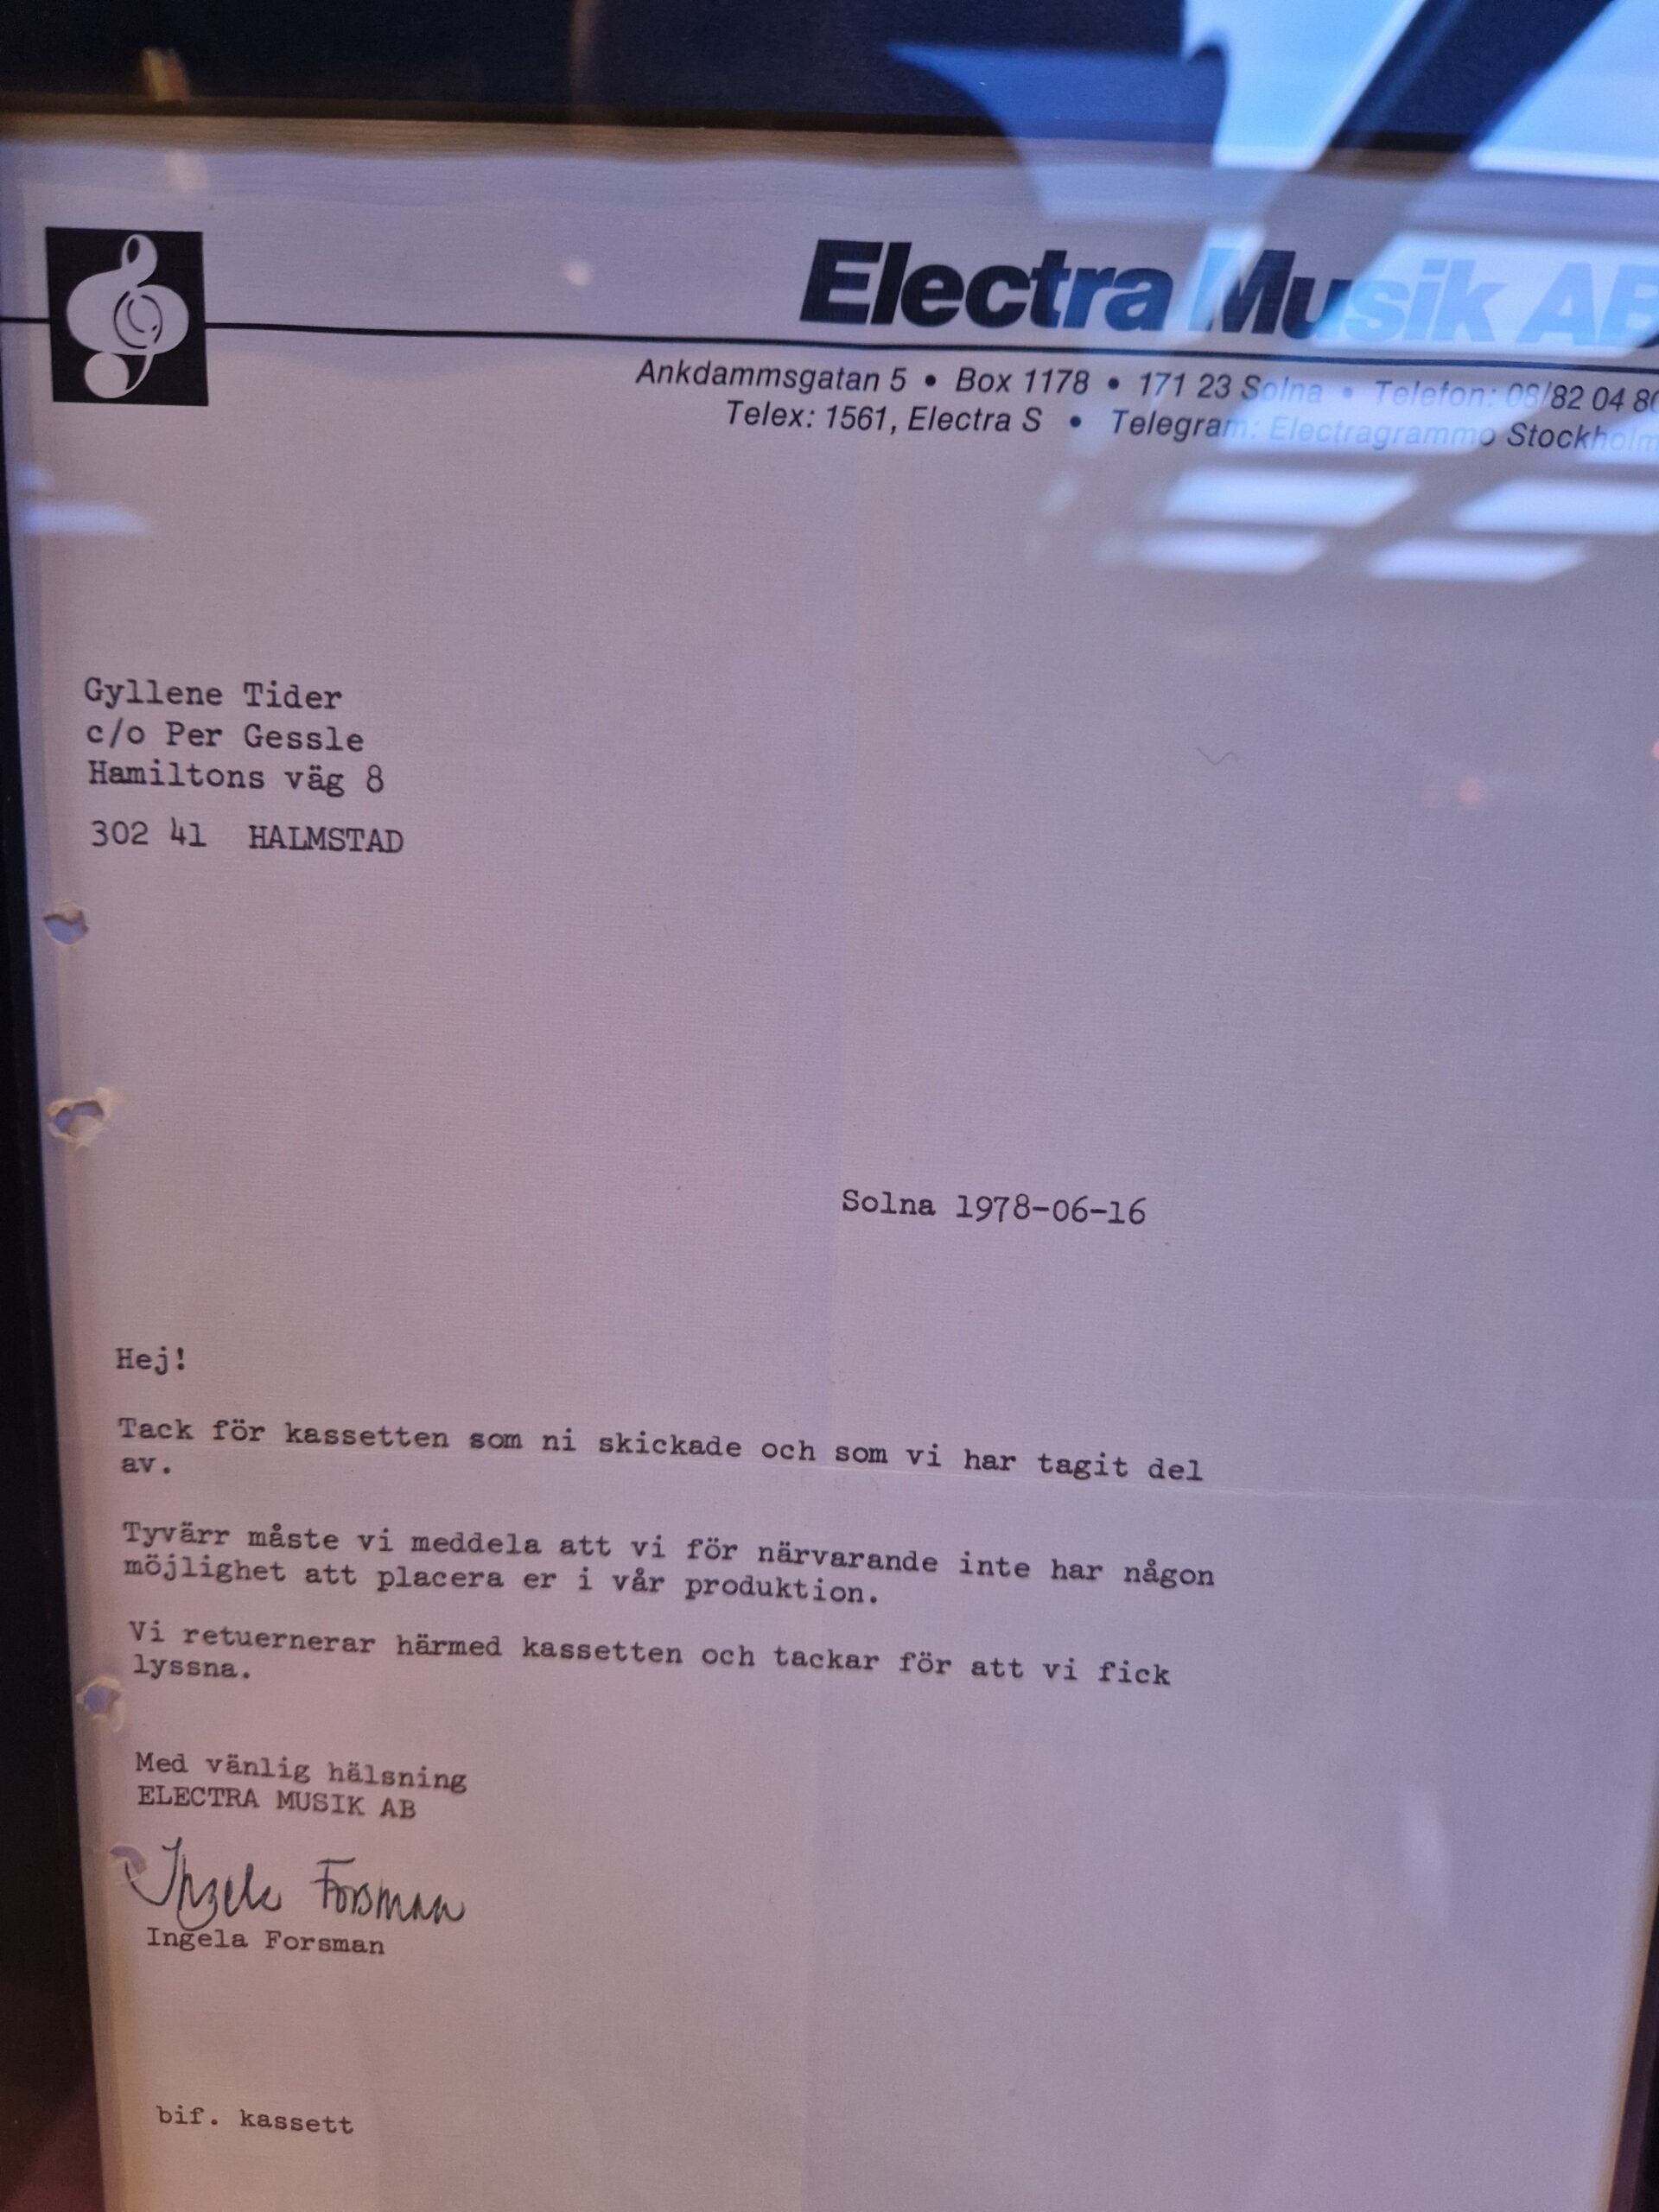 Electra Musik AB
Ankdammsgatan 5 • Box 1178 • 171 23 Solna • Telefon: 08/82 04 80
Telex: 1561, Electra S • Telegram: Electragrammo Stockholm
Gyllene Tider
c/o Per Gessle
Hamiltons väg 8
302 41 HALMSTAD
Solna 1978-06-16
Hej!
Tack för kassetten som ni skickade och som vi har tagit del
av.
Tyvärr måste vi meddela att vi för närvarande inte har någon
möjlighet att placera er i vår produktion.
Vi retuernerar härmed kassetten och tackar för att vi fick
lyssna.
Med vänlig hälsning
ELECTRA MUSIK AB
Ingela Forsman
Ingela Forsman
bif. kassett